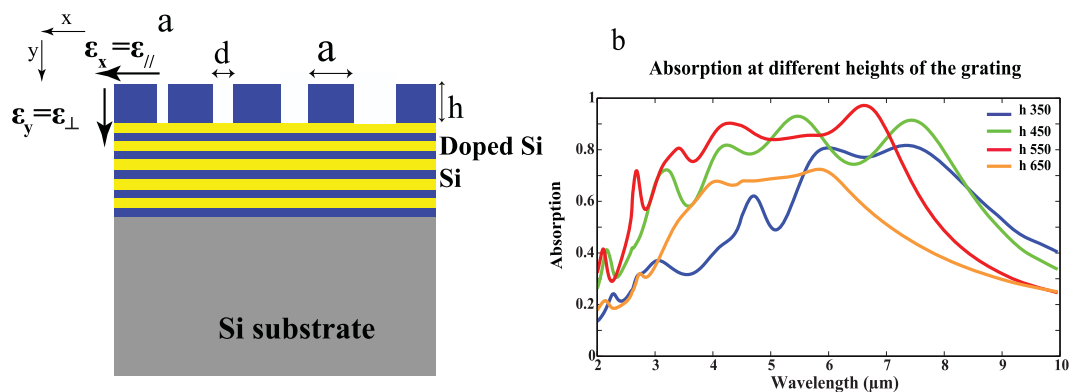 a
x
y
εₓ=ε//
εᵧ=ε⊥
d
a
h
Doped Si
Si
Si substrate
b
Absorption at different heights of the grating
h 350
h 450
h 550
h 650
Absorption
1
0.8
0.6
0.4
0.2
0
2 3 4 5 6 7 8 9 10
Wavelength (μm)